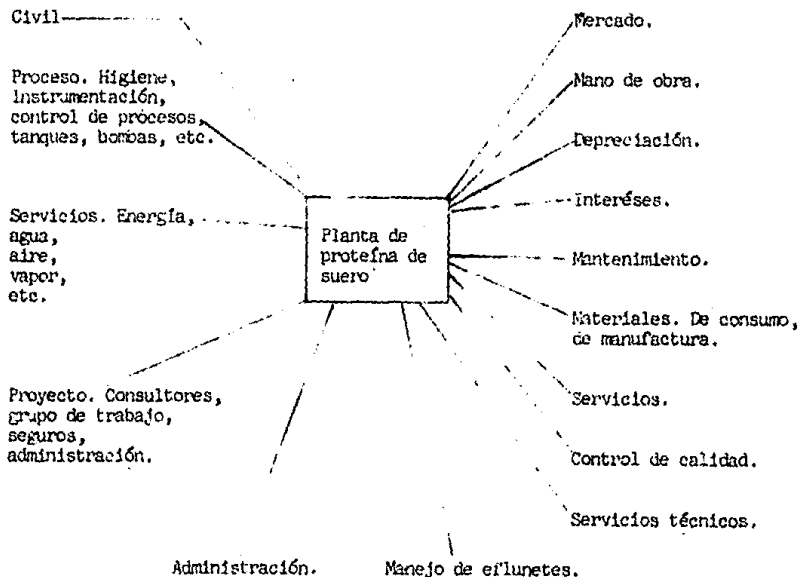 Civil
Proceso. Higiene,
instrumentación,
control de procesos,
tanques, bombas, etc.
Servicios. Energía,
agua,
aire,
vapor,
etc.
Proyecto. Consultores,
grupo de trabajo,
seguros,
administración.
Planta de
proteína de
suero
Mercado.
Mano de obra.
Depreciación.
Interéses.
Mantenimiento.
Materiales. De consumo,
de manufactura.
Servicios.
Control de calidad.
Servicios técnicos.
Administración.
Manejo de eflunetes.